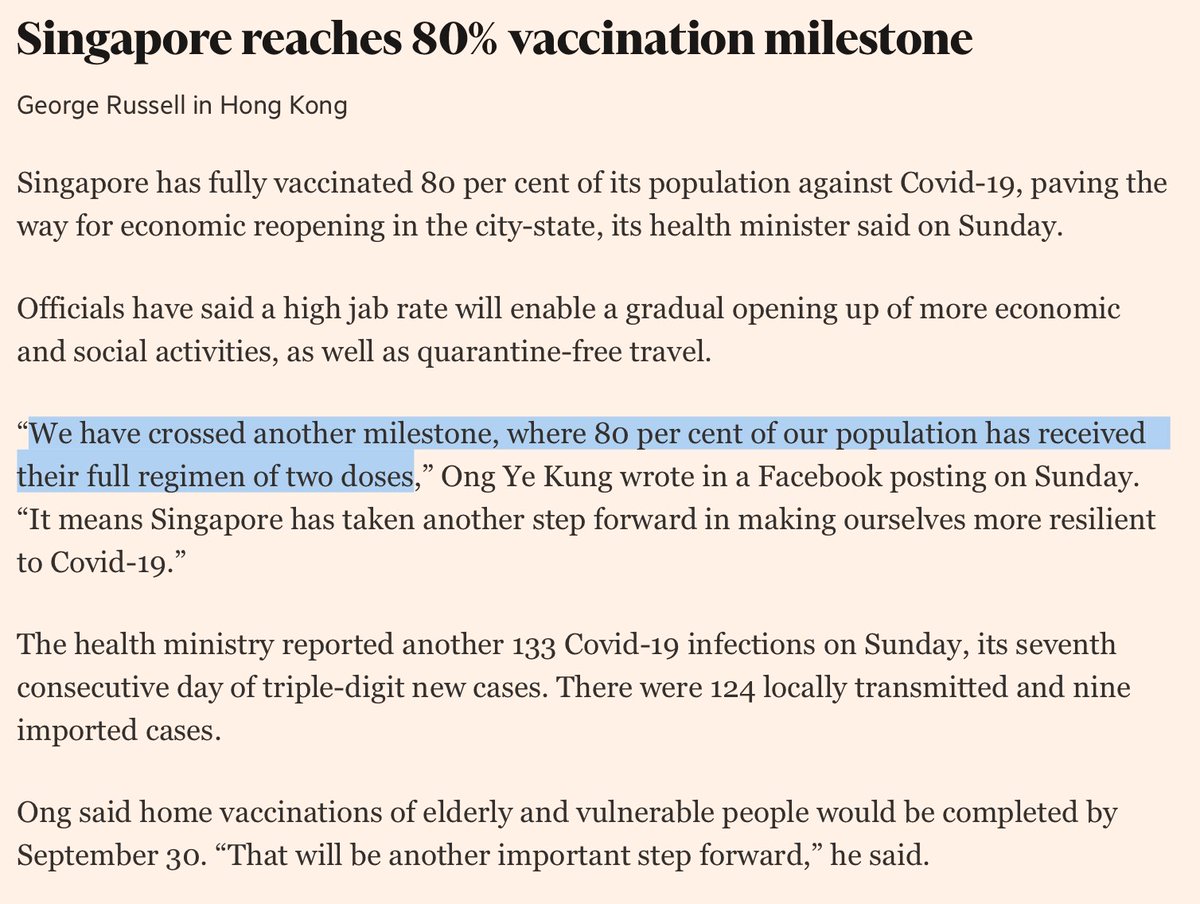 Singapore reaches 80% vaccination milestone
George Russell in Hong Kong
Singapore has fully vaccinated 80 per cent of its population against Covid-19, paving the
way for economic reopening in the city-state, its health minister said on Sunday.
Officials have said a high jab rate will enable a gradual opening up of more economic
and social activities, as well as quarantine-free travel.
“We have crossed another milestone, where 80 per cent of our population has received
their full regimen of two doses,” Ong Ye Kung wrote in a Facebook posting on Sunday.
“It means Singapore has taken another step forward in making ourselves more resilient
to Covid-19.”
The health ministry reported another 133 Covid-19 infections on Sunday, its seventh
consecutive day of triple-digit new cases. There were 124 locally transmitted and nine
imported cases.
Ong said home vaccinations of elderly and vulnerable people would be completed by
September 30. “That will be another important step forward,” he said.